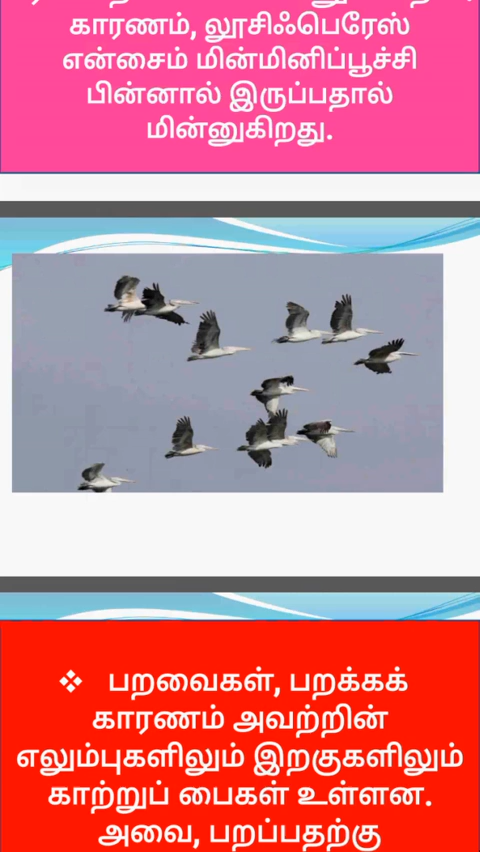 காரணம், லூசிஃபெரேஸ்
என்சைம் மின்மினிப்பூச்சி
பின்னால் இருப்பதால்
மின்னுகிறது.
❖ பறவைகள், பறக்கக்
காரணம் அவற்றின்
எலும்புகளிலும் இறகுகளிலும்
காற்றுப் பைகள் உள்ளன.
அவை, பறப்பதற்கு